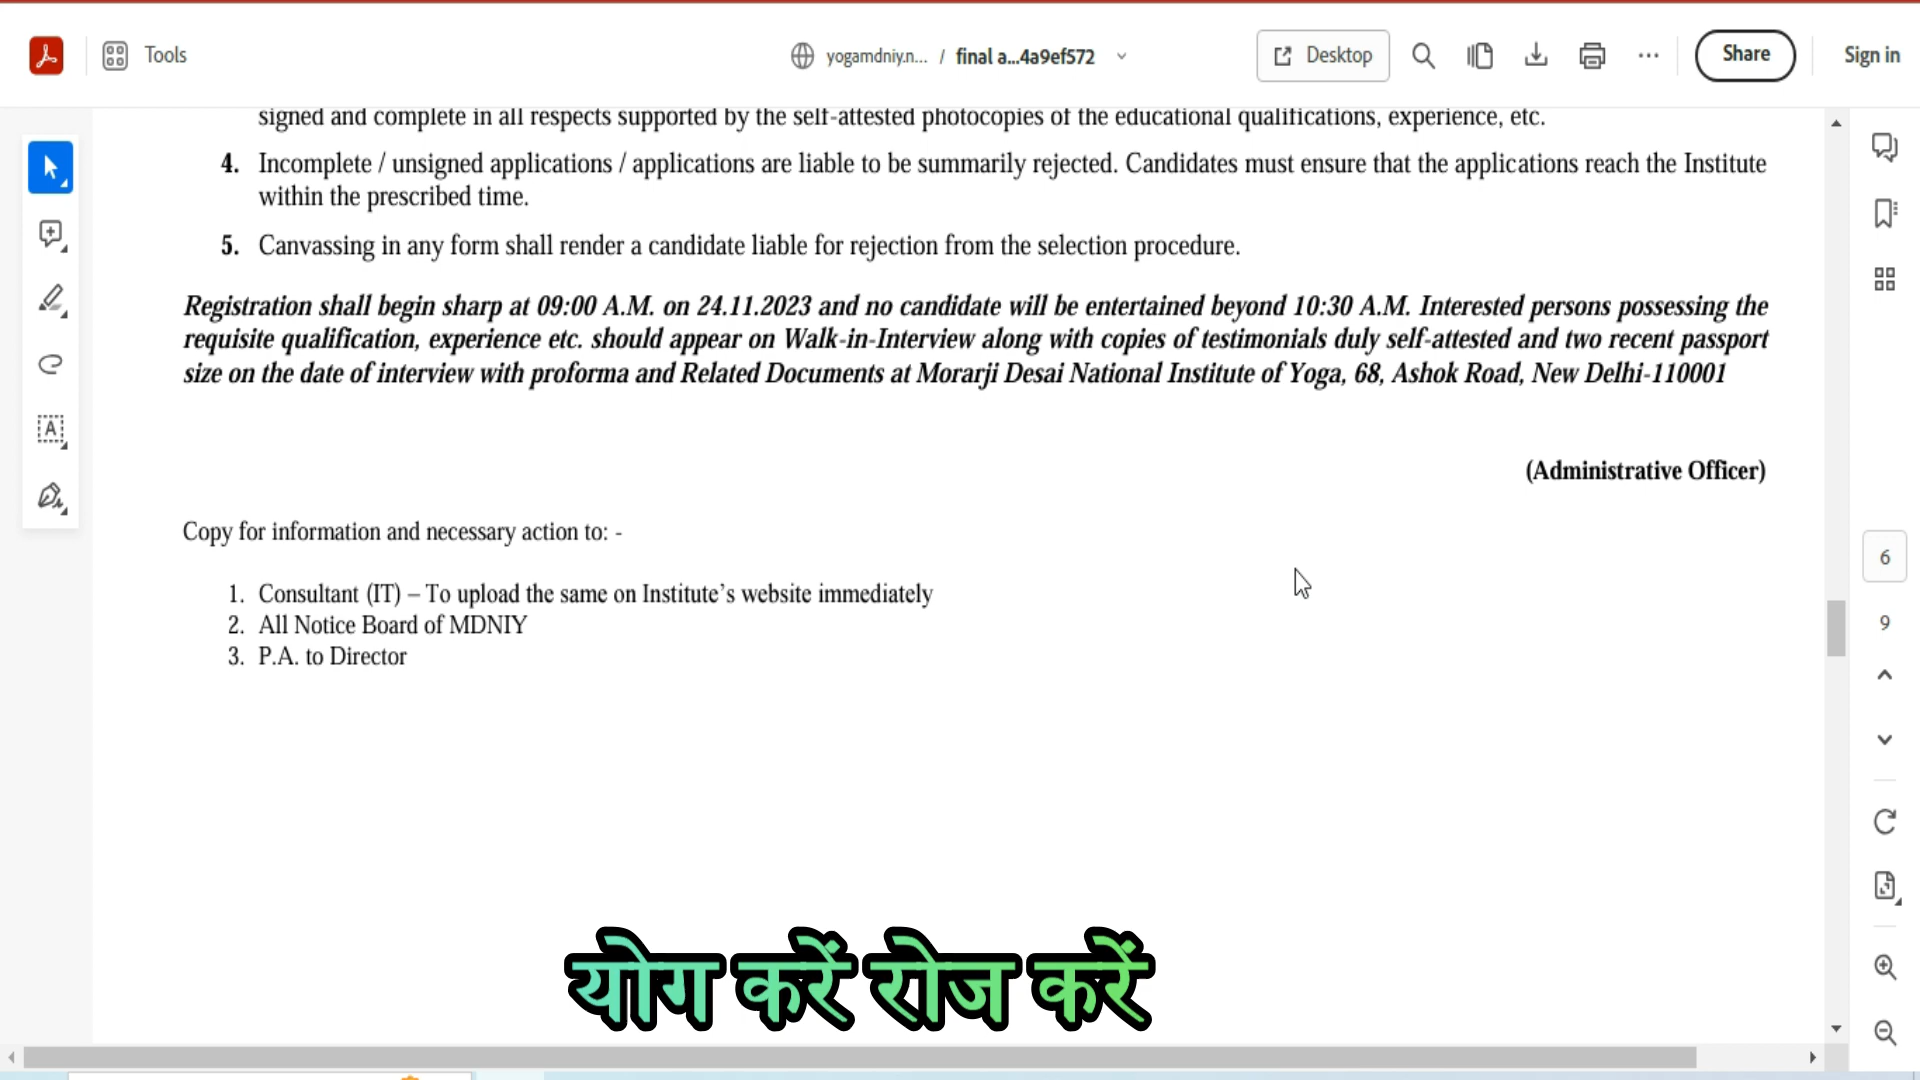 Tools
yogamdniy.n... / final a...4a9ef572
Desktop
Share
Sign in
signed and complete in all respects supported by the self-attested photocopies of the educational qualifications, experience, etc.
4. Incomplete / unsigned applications / applications are liable to be summarily rejected. Candidates must ensure that the applications reach the Institute
within the prescribed time.
5. Canvassing in any form shall render a candidate liable for rejection from the selection procedure.
Registration shall begin sharp at 09:00 A.M. on 24.11.2023 and no candidate will be entertained beyond 10:30 A.M. Interested persons possessing the
requisite qualification, experience etc. should appear on Walk-in-Interview along with copies of testimonials duly self-attested and two recent passport
size on the date of interview with proforma and Related Documents at Morarji Desai National Institute of Yoga, 68, Ashok Road, New Delhi-110001
(Administrative Officer)
Copy for information and necessary action to: -
1. Consultant (IT) – To upload the same on Institute’s website immediately
2. All Notice Board of MDNIY
3. P.A. to Director
6
9
योग करें रोज करें